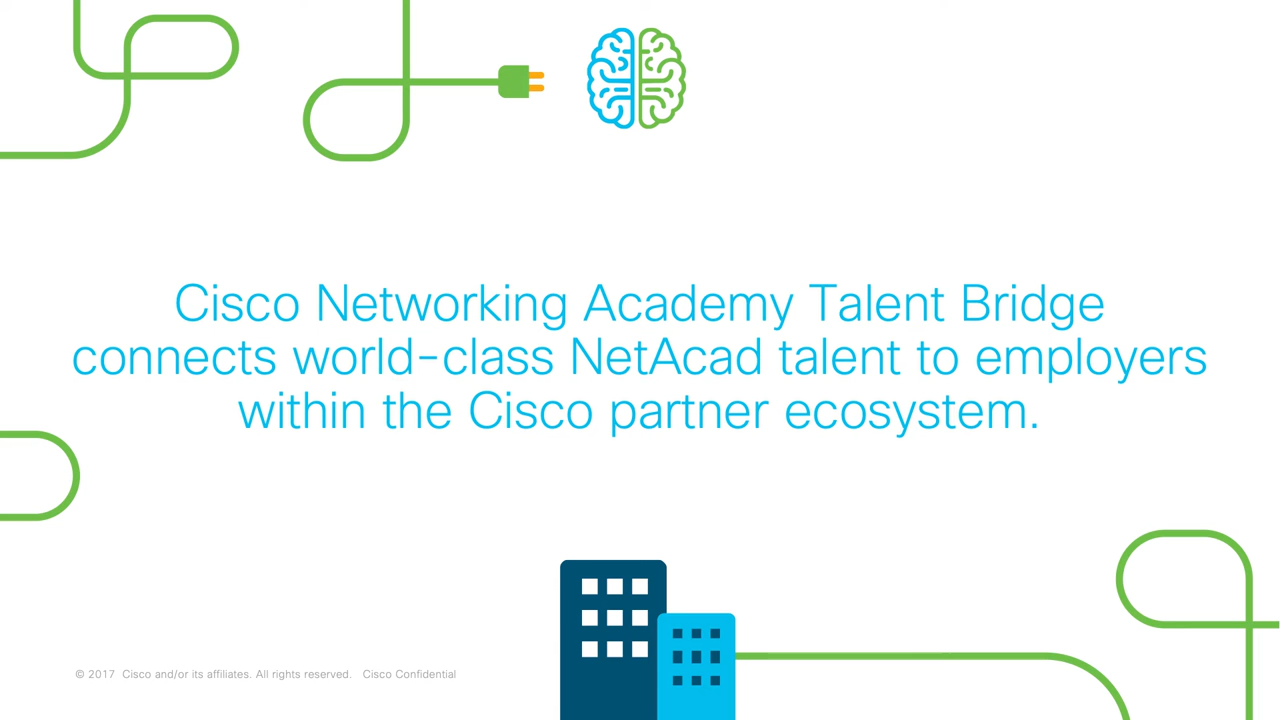 Cisco Networking Academy Talent Bridge
connects world-class NetAcad talent to employers
within the Cisco partner ecosystem.
© 2017 Cisco and/or its affiliates. All rights reserved. Cisco Confidential